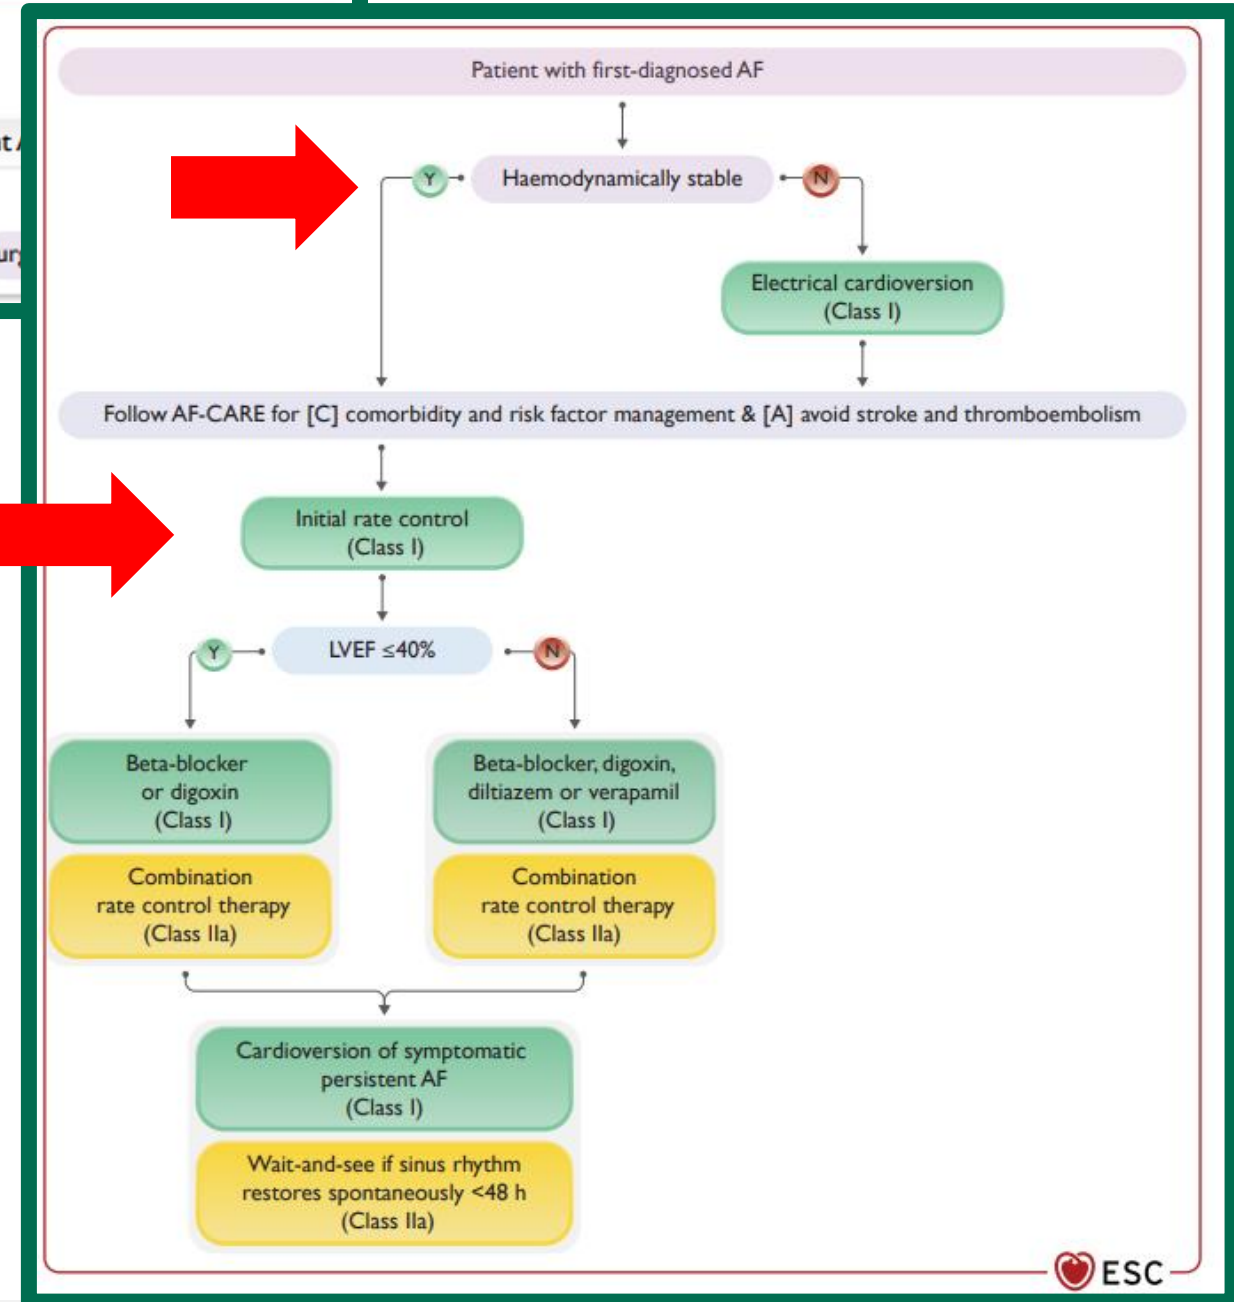 Patient with first-diagnosed AF
Y
Haemodynamically stable
N
Electrical cardioversion
(Class I)
Follow AF-CARE for [C] comorbidity and risk factor management & [A] avoid stroke and thromboembolism
Initial rate control
(Class I)
Y
LVEF ≤40%
N
Beta-blocker
or digoxin
(Class I)
Combination
rate control therapy
(Class IIa)
Beta-blocker, digoxin,
diltiazem or verapamil
(Class I)
Combination
rate control therapy
(Class IIa)
Cardioversion of symptomatic
persistent AF
(Class I)
Wait-and-see if sinus rhythm
restores spontaneously <48 h
(Class IIa)
ESC